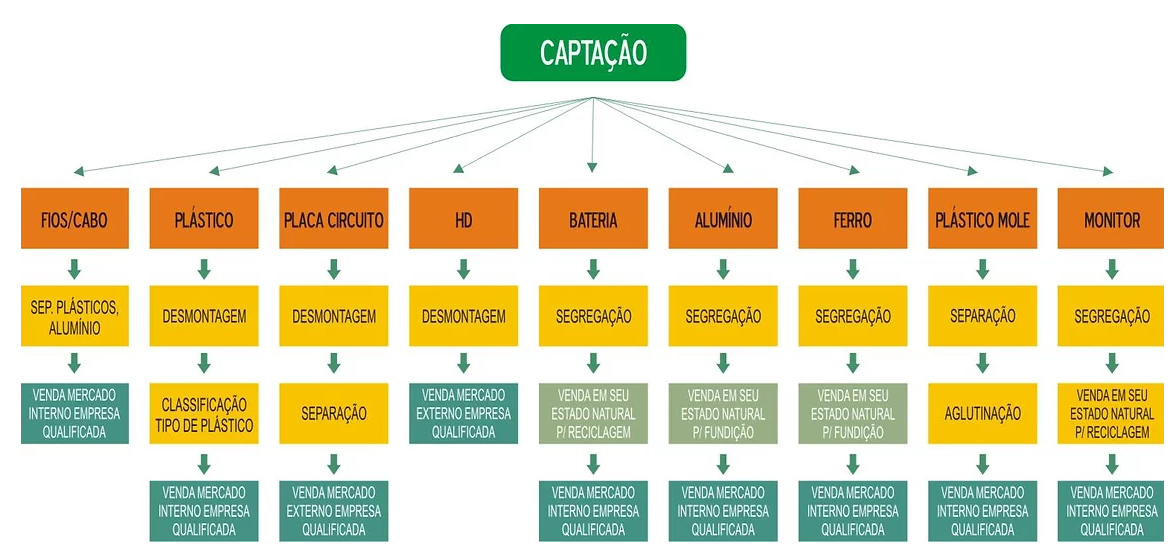 CAPTAÇÃO
FIOS/CABO
PLÁSTICO
PLACA CIRCUITO
HD
BATERIA
ALUMÍNIO
FERRO
PLÁSTICO MOLE
MONITOR
SEP. PLÁSTICOS,
ALUMÍNIO
DESMONTAGEM
DESMONTAGEM
DESMONTAGEM
SEGREGAÇÃO
SEGREGAÇÃO
SEGREGAÇÃO
SEPARAÇÃO
SEGREGAÇÃO
VENDA MERCADO
INTERNO EMPRESA
QUALIFICADA
CLASSIFICAÇÃO
TIPO DE PLÁSTICO
SEPARAÇÃO
VENDA MERCADO
EXTERNO EMPRESA
QUALIFICADA
VENDA EM SEU
ESTADO NATURAL
P/ RECICLAGEM
VENDA EM SEU
ESTADO NATURAL
P/ FUNDIÇÃO
VENDA EM SEU
ESTADO NATURAL
P/ FUNDIÇÃO
AGLUTINAÇÃO
VENDA EM SEU
ESTADO NATURAL
P/ RECICLAGEM
VENDA MERCADO
INTERNO EMPRESA
QUALIFICADA
VENDA MERCADO
EXTERNO EMPRESA
QUALIFICADA
VENDA MERCADO
INTERNO EMPRESA
QUALIFICADA
VENDA MERCADO
INTERNO EMPRESA
QUALIFICADA
VENDA MERCADO
INTERNO EMPRESA
QUALIFICADA
VENDA MERCADO
INTERNO EMPRESA
QUALIFICADA
VENDA MERCADO
INTERNO EMPRESA
QUALIFICADA